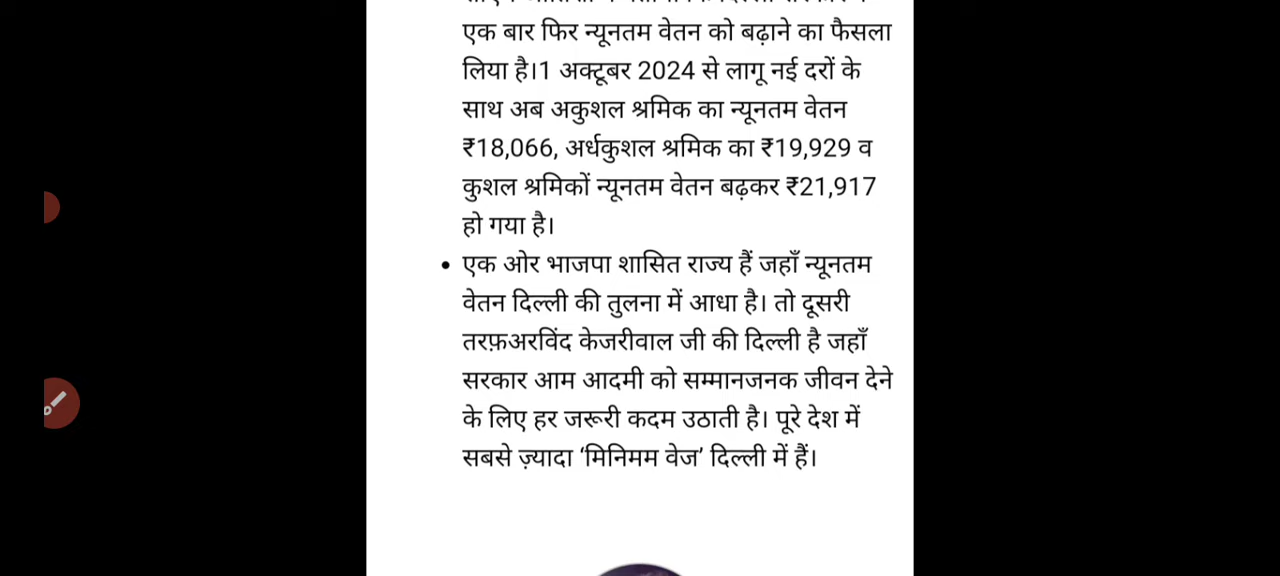 एक बार फिर न्यूनतम वेतन को बढ़ाने का फैसला
लिया है।1 अक्टूबर 2024 से लागू नई दरों के
साथ अब अकुशल श्रमिक का न्यूनतम वेतन
₹18,066, अर्धकुशल श्रमिक का ₹19,929 व
कुशल श्रमिकों न्यूनतम वेतन बढ़कर ₹21,917
हो गया है।
• एक ओर भाजपा शासित राज्य हैं जहाँ न्यूनतम
वेतन दिल्ली की तुलना में आधा है। तो दूसरी
तरफ़अरविंद केजरीवाल जी की दिल्ली है जहाँ
सरकार आम आदमी को सम्मानजनक जीवन देने
के लिए हर जरूरी कदम उठाती है। पूरे देश में
सबसे ज़्यादा ‘मिनिमम वेज’ दिल्ली में हैं।